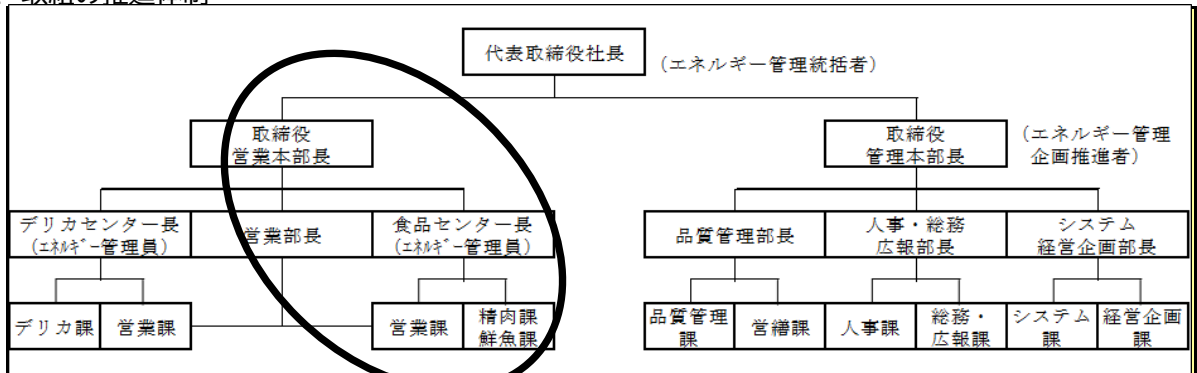 取組の推進体制
代表取締役社長
（エネルギー管理統括者）
取締役
営業本部長
取締役
管理本部長
（エネルギー管理
企画推進者）
デリカセンター長
（ｴﾈﾙｷﾞｰ管理員）
営業部長
食品センター長
（ｴﾈﾙｷﾞｰ管理員）
品質管理部長
人事・総務
広報部長
システム
経営企画部長
デリカ課
営業課
営業課
精肉課
鮮魚課
品質管理
課
営繕課
人事課
総務・
広報課
システム
課
経営企画
課